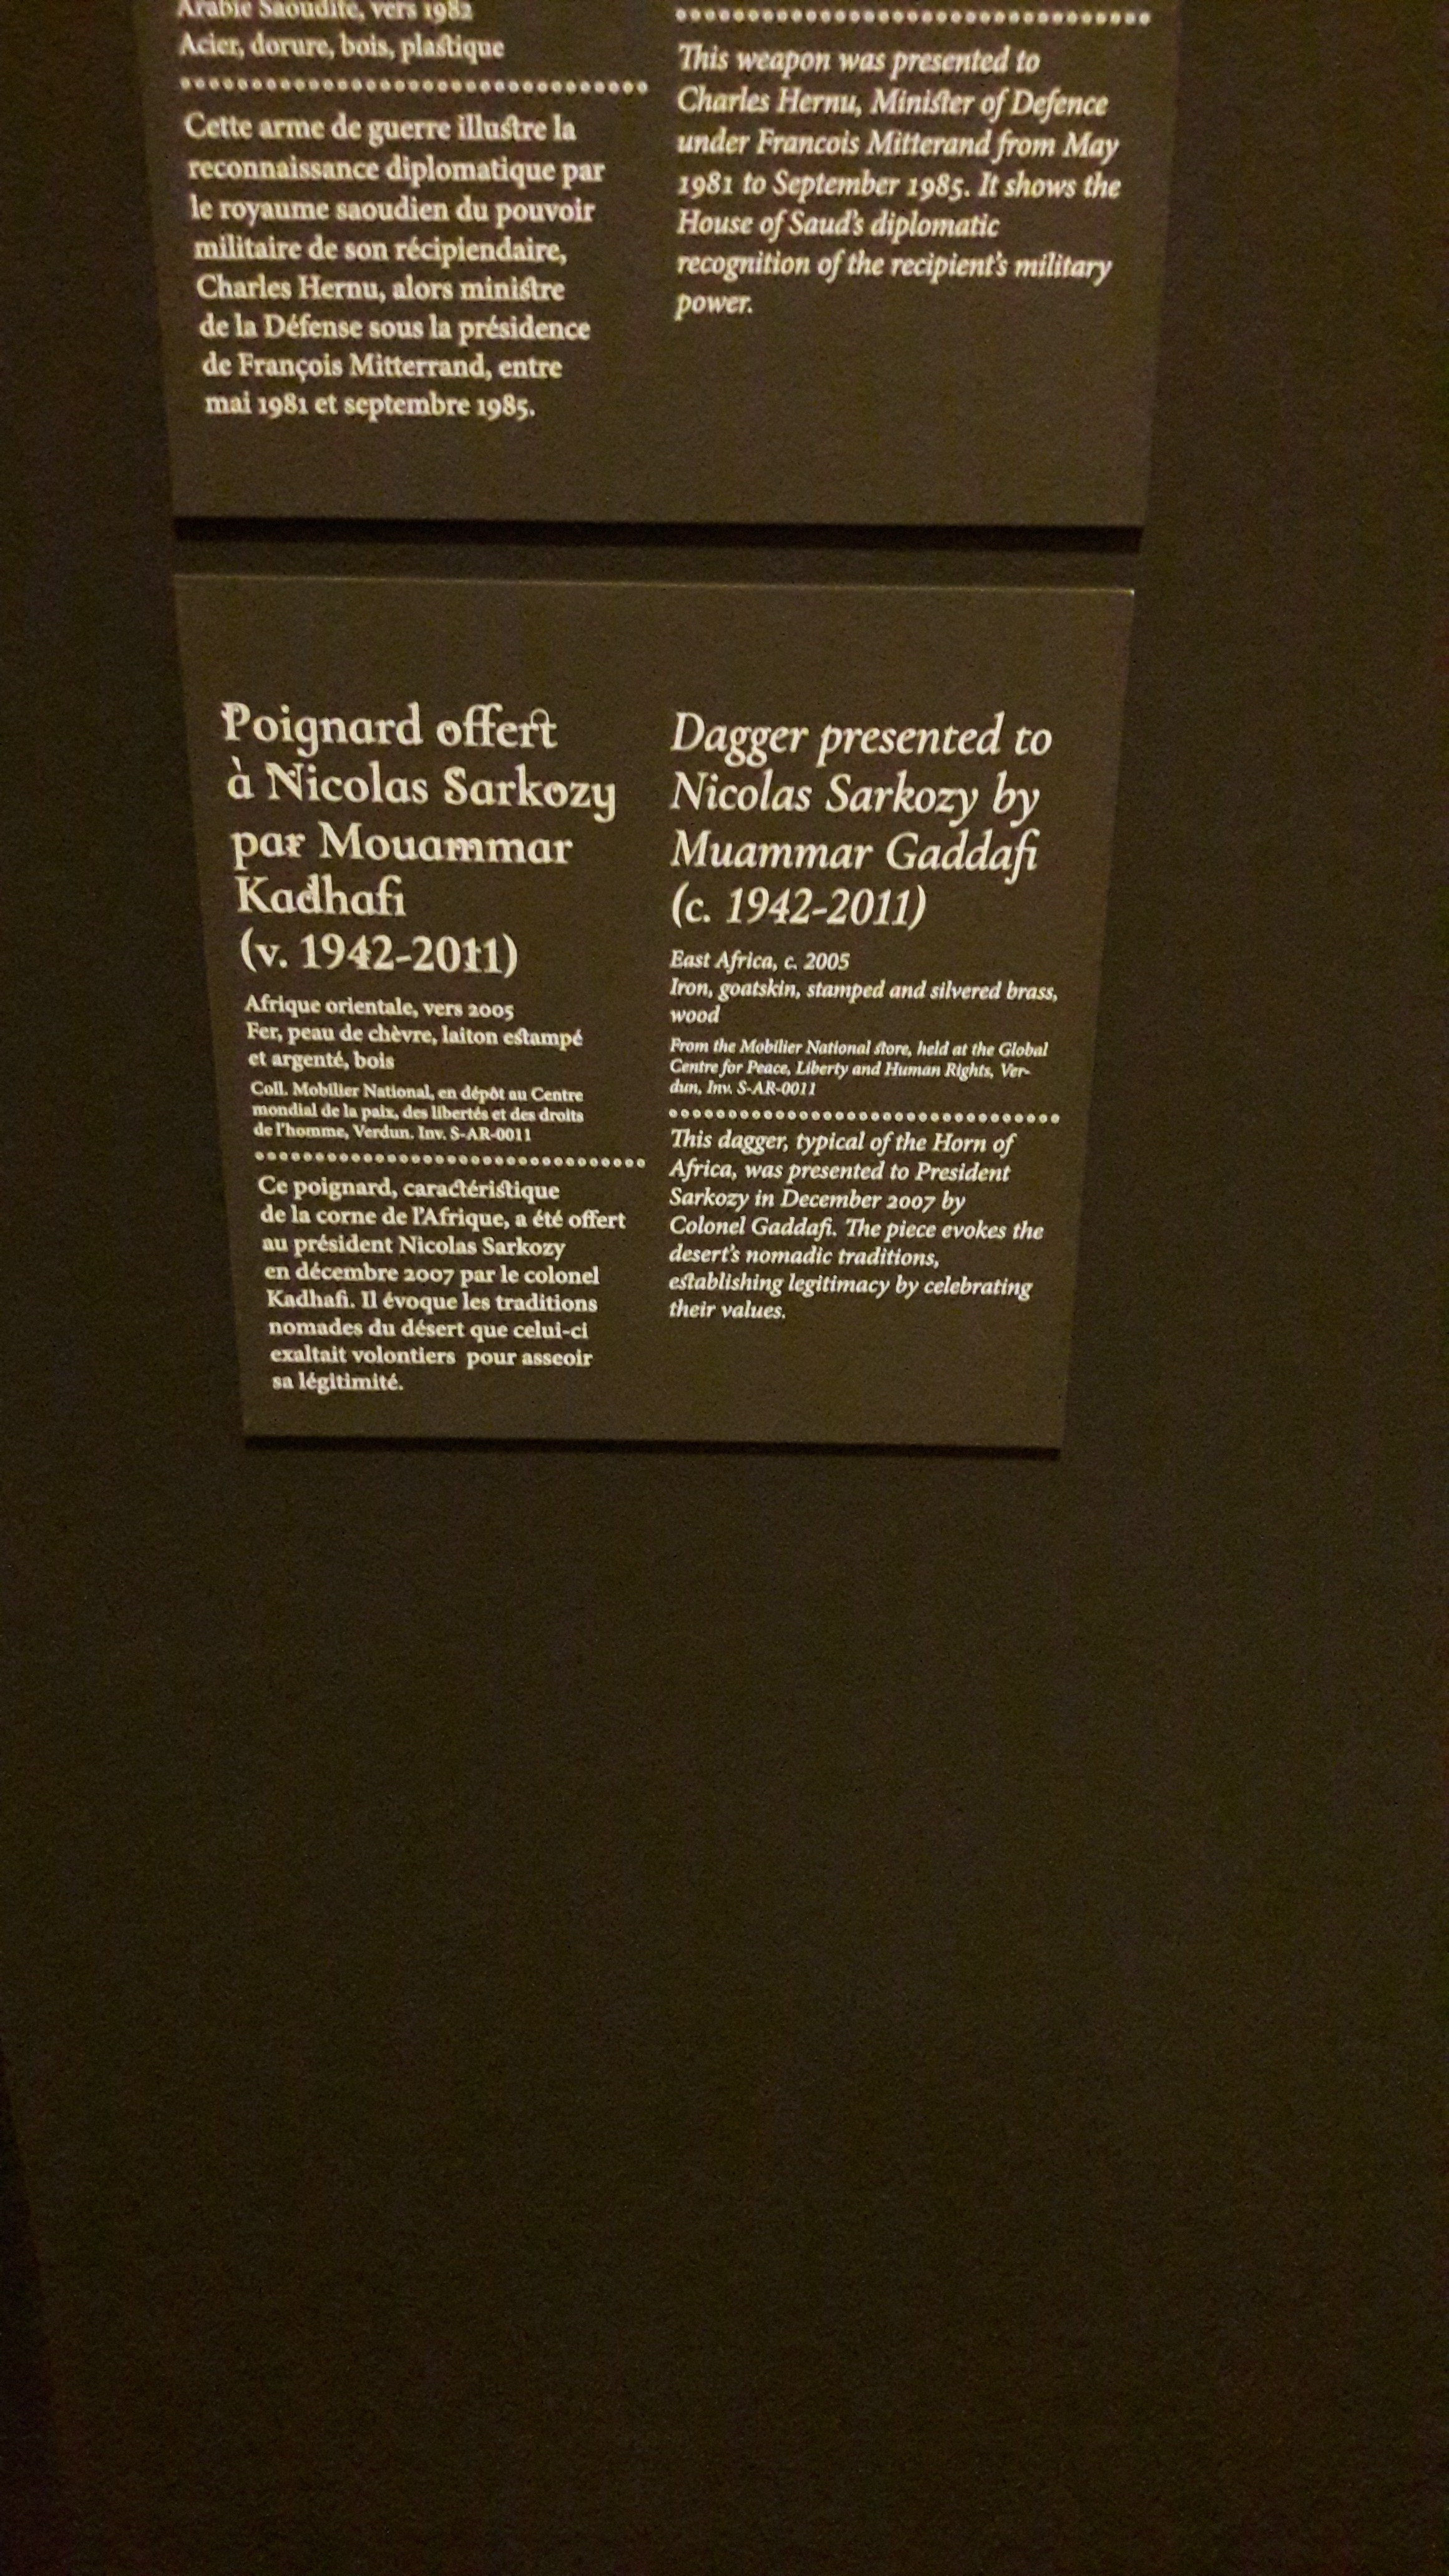 Arabie Saoudite, vers 1982
Acier, dorure, bois, plastique
Cette arme de guerre illustre la
reconnaissance diplomatique par
le royaume saoudien du pouvoir
militaire de son récipiendaire,
Charles Hernu, alors ministre
de la Défense sous la présidence
de François Mitterrand, entre
mai 1981 et septembre 1985.
This weapon was presented to
Charles Hernu, Minister of Defence
under Francois Mitterand from May
1981 to September 1985. It shows the
House of Saud's diplomatic
recognition of the recipient's military
power.
Poignard offert
à Nicolas Sarkozy
par Mouammar
Kadhafi
(v. 1942-2011)
Afrique orientale, vers 2005
Fer, peau de chèvre, laiton estampé
et argenté, bois
Coll. Mobilier National, en dépôt au Centre
mondial de la paix, des libertés et des droits
de l'homme, Verdun. Inv. S-AR-0011
Ce poignard, caractéristique
de la corne de l'Afrique, a été offert
au président Nicolas Sarkozy
en décembre 2007 par le colonel
Kadhafi. Il évoque les traditions
nomades du désert que celui-ci
exaltait volontiers pour asseoir
sa légitimité.
Dagger presented to
Nicolas Sarkozy by
Muammar Gaddafi
(c. 1942-2011)
East Africa, c. 2005
Iron, goatskin, stamped and silvered brass,
wood
From the Mobilier National store, held at the Global
Centre for Peace, Liberty and Human Rights, Ver-
dun, Inv. S-AR-0011
This dagger, typical of the Horn of
Africa, was presented to President
Sarkozy in December 2007 by
Colonel Gaddafi. The piece evokes the
desert's nomadic traditions,
establishing legitimacy by celebrating
their values.